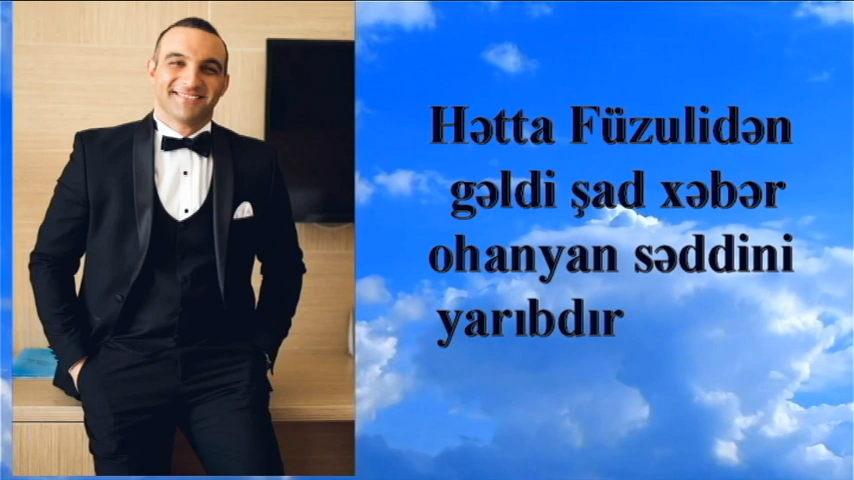 Hətta Füzulidən
gəldi şad xəbər
ohanyan səddini
yarıbdır